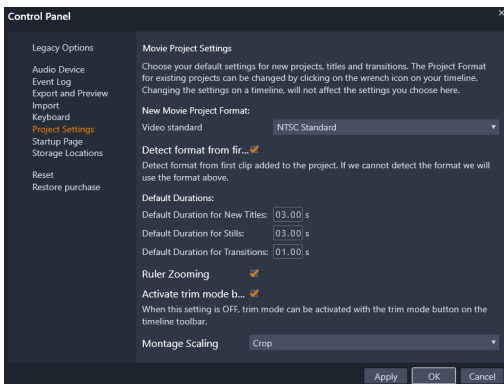 Control Panel
Legacy Options
Audio Device
Event Log
Export and Preview
Import
Keyboard
Project Settings
Startup Page
Storage Locations
Reset
Restore purchase
Movie Project Settings
Choose your default settings for new projects, titles and transitions. The Project Format
for existing projects can be changed by clicking on the wrench icon on your timeline.
Changing the settings on a timeline, will not affect the settings you choose here.
New Movie Project Format:
Video standard NTSC Standard
Detect format from fir...
Detect format from first clip added to the project. If we cannot detect the format we will
use the format above.
Default Durations:
Default Duration for New Titles: 03.00 s
Default Duration for Stills: 03.00 s
Default Duration for Transitions: 01.00 s
Ruler Zooming
Activate trim mode b...
When this setting is OFF, trim mode can be activated with the trim mode button on the
timeline toolbar.
Montage Scaling Crop
Apply OK Cancel